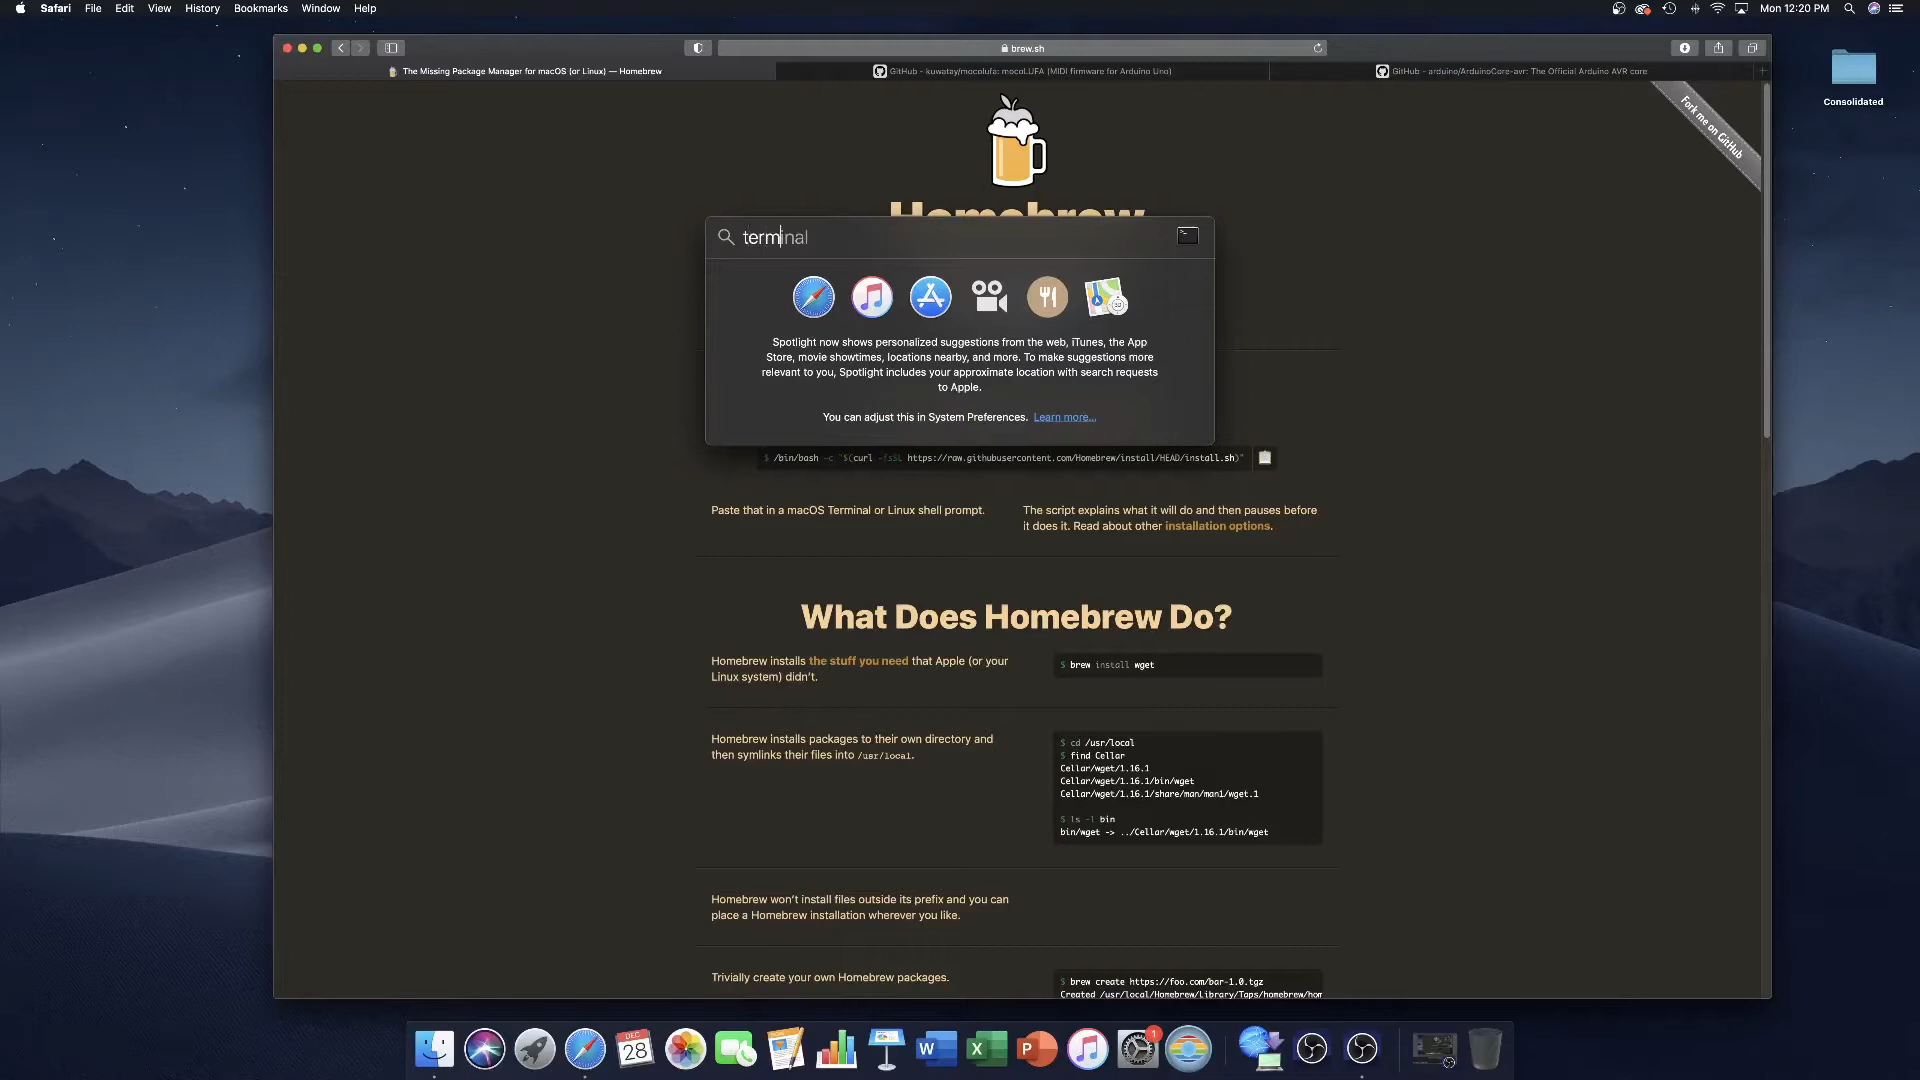 Safari File Edit View History Bookmarks Window Help Mon 12:20 PM
brew.sh
The Missing Package Manager for macOS (or Linux) — Homebrew
GitHub - kuwatay/mocolufa: mocoLUFA (MIDI firmware for Arduino Uno)
GitHub - arduino/ArduinoCore-avr: The Official Arduino AVR core
Consolidated
Fork me on GitHub
Homebrew
terminal
Spotlight now shows personalized suggestions from the web, iTunes, the App
Store, movie showtimes, locations nearby, and more. To make suggestions more
relevant to you, Spotlight includes your approximate location with search requests
to Apple.
You can adjust this in System Preferences. Learn more...
$ /bin/bash -c "$(curl -fsSL https://raw.githubusercontent.com/Homebrew/install/HEAD/install.sh)"
Paste that in a macOS Terminal or Linux shell prompt.
The script explains what it will do and then pauses before
it does it. Read about other installation options.
What Does Homebrew Do?
Homebrew installs the stuff you need that Apple (or your
Linux system) didn’t.
$ brew install wget
Homebrew installs packages to their own directory and
then symlinks their files into /usr/local.
$ cd /usr/local
$ find Cellar
Cellar/wget/1.16.1
Cellar/wget/1.16.1/bin/wget
Cellar/wget/1.16.1/share/man/man1/wget.1
$ ls -l bin
bin/wget -> ../Cellar/wget/1.16.1/bin/wget
Homebrew won’t install files outside its prefix and you can
place a Homebrew installation wherever you like.
Trivially create your own Homebrew packages.
$ brew create https://foo.com/bar-1.0.tgz
Created /usr/local/Homebrew/Library/Taps/homebrew/hom
DEC
28
W
X
P
1
3D